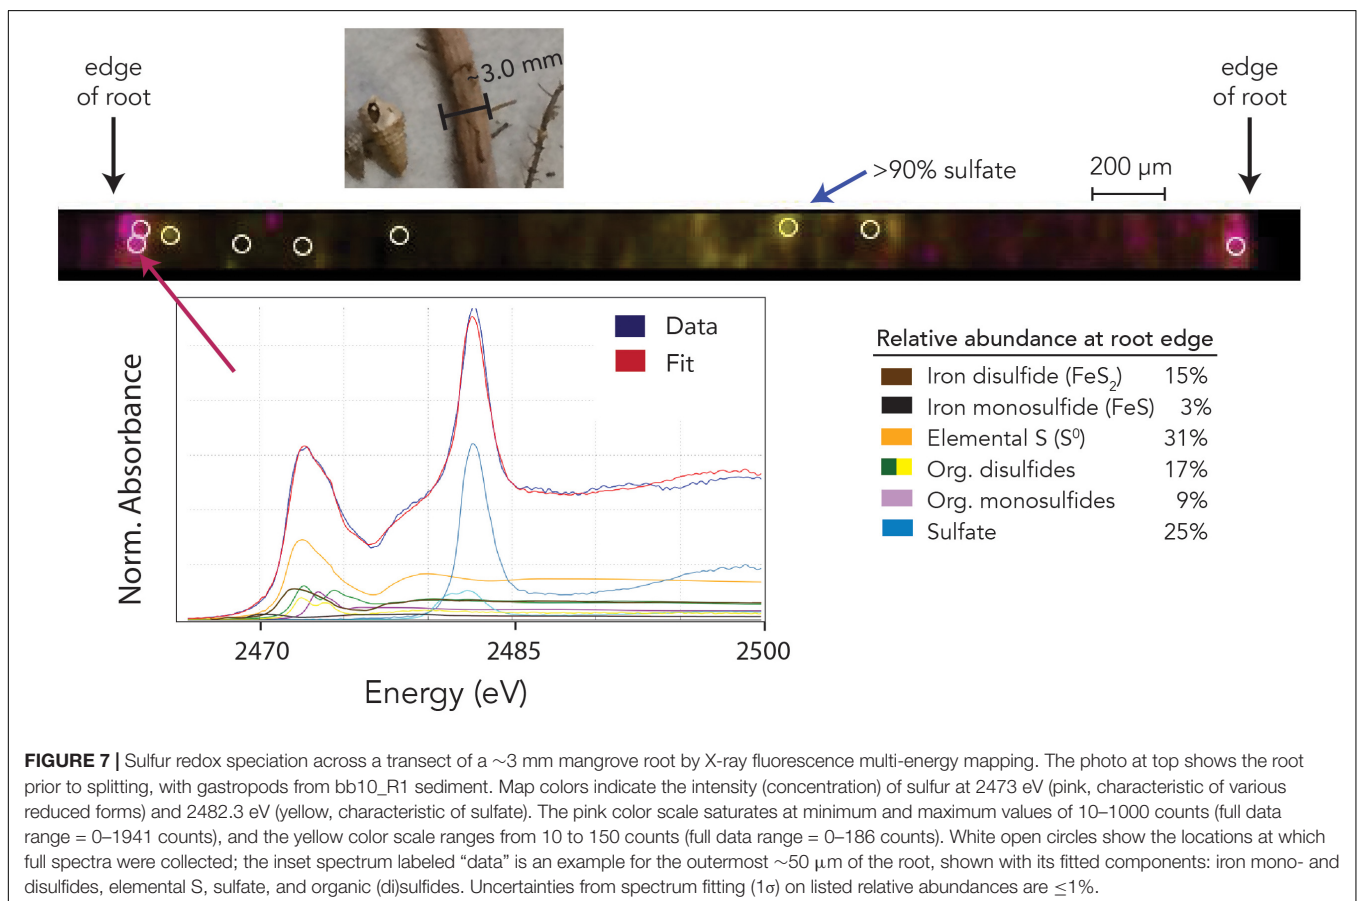 edge
of root
~3.0 mm
edge
of root
>90% sulfate
200 µm
Data
Fit
Norm. Absorbance
2470
2485
2500
Energy (eV)
Relative abundance at root edge
Iron disulfide (FeS₂) 15%
Iron monosulfide (FeS) 3%
Elemental S (S⁰) 31%
Org. disulfides 17%
Org. monosulfides 9%
Sulfate 25%
FIGURE 7 | Sulfur redox speciation across a transect of a ∼3 mm mangrove root by X-ray fluorescence multi-energy mapping. The photo at top shows the root
prior to splitting, with gastropods from bb10_R1 sediment. Map colors indicate the intensity (concentration) of sulfur at 2473 eV (pink, characteristic of various
reduced forms) and 2482.3 eV (yellow, characteristic of sulfate). The pink color scale saturates at minimum and maximum values of 10–1000 counts (full data
range = 0–1941 counts), and the yellow color scale ranges from 10 to 150 counts (full data range = 0–186 counts). White open circles show the locations at which
full spectra were collected; the inset spectrum labeled “data” is an example for the outermost ∼50 µm of the root, shown with its fitted components: iron mono- and
disulfides, elemental S, sulfate, and organic (di)sulfides. Uncertainties from spectrum fitting (1σ) on listed relative abundances are ≤1%.